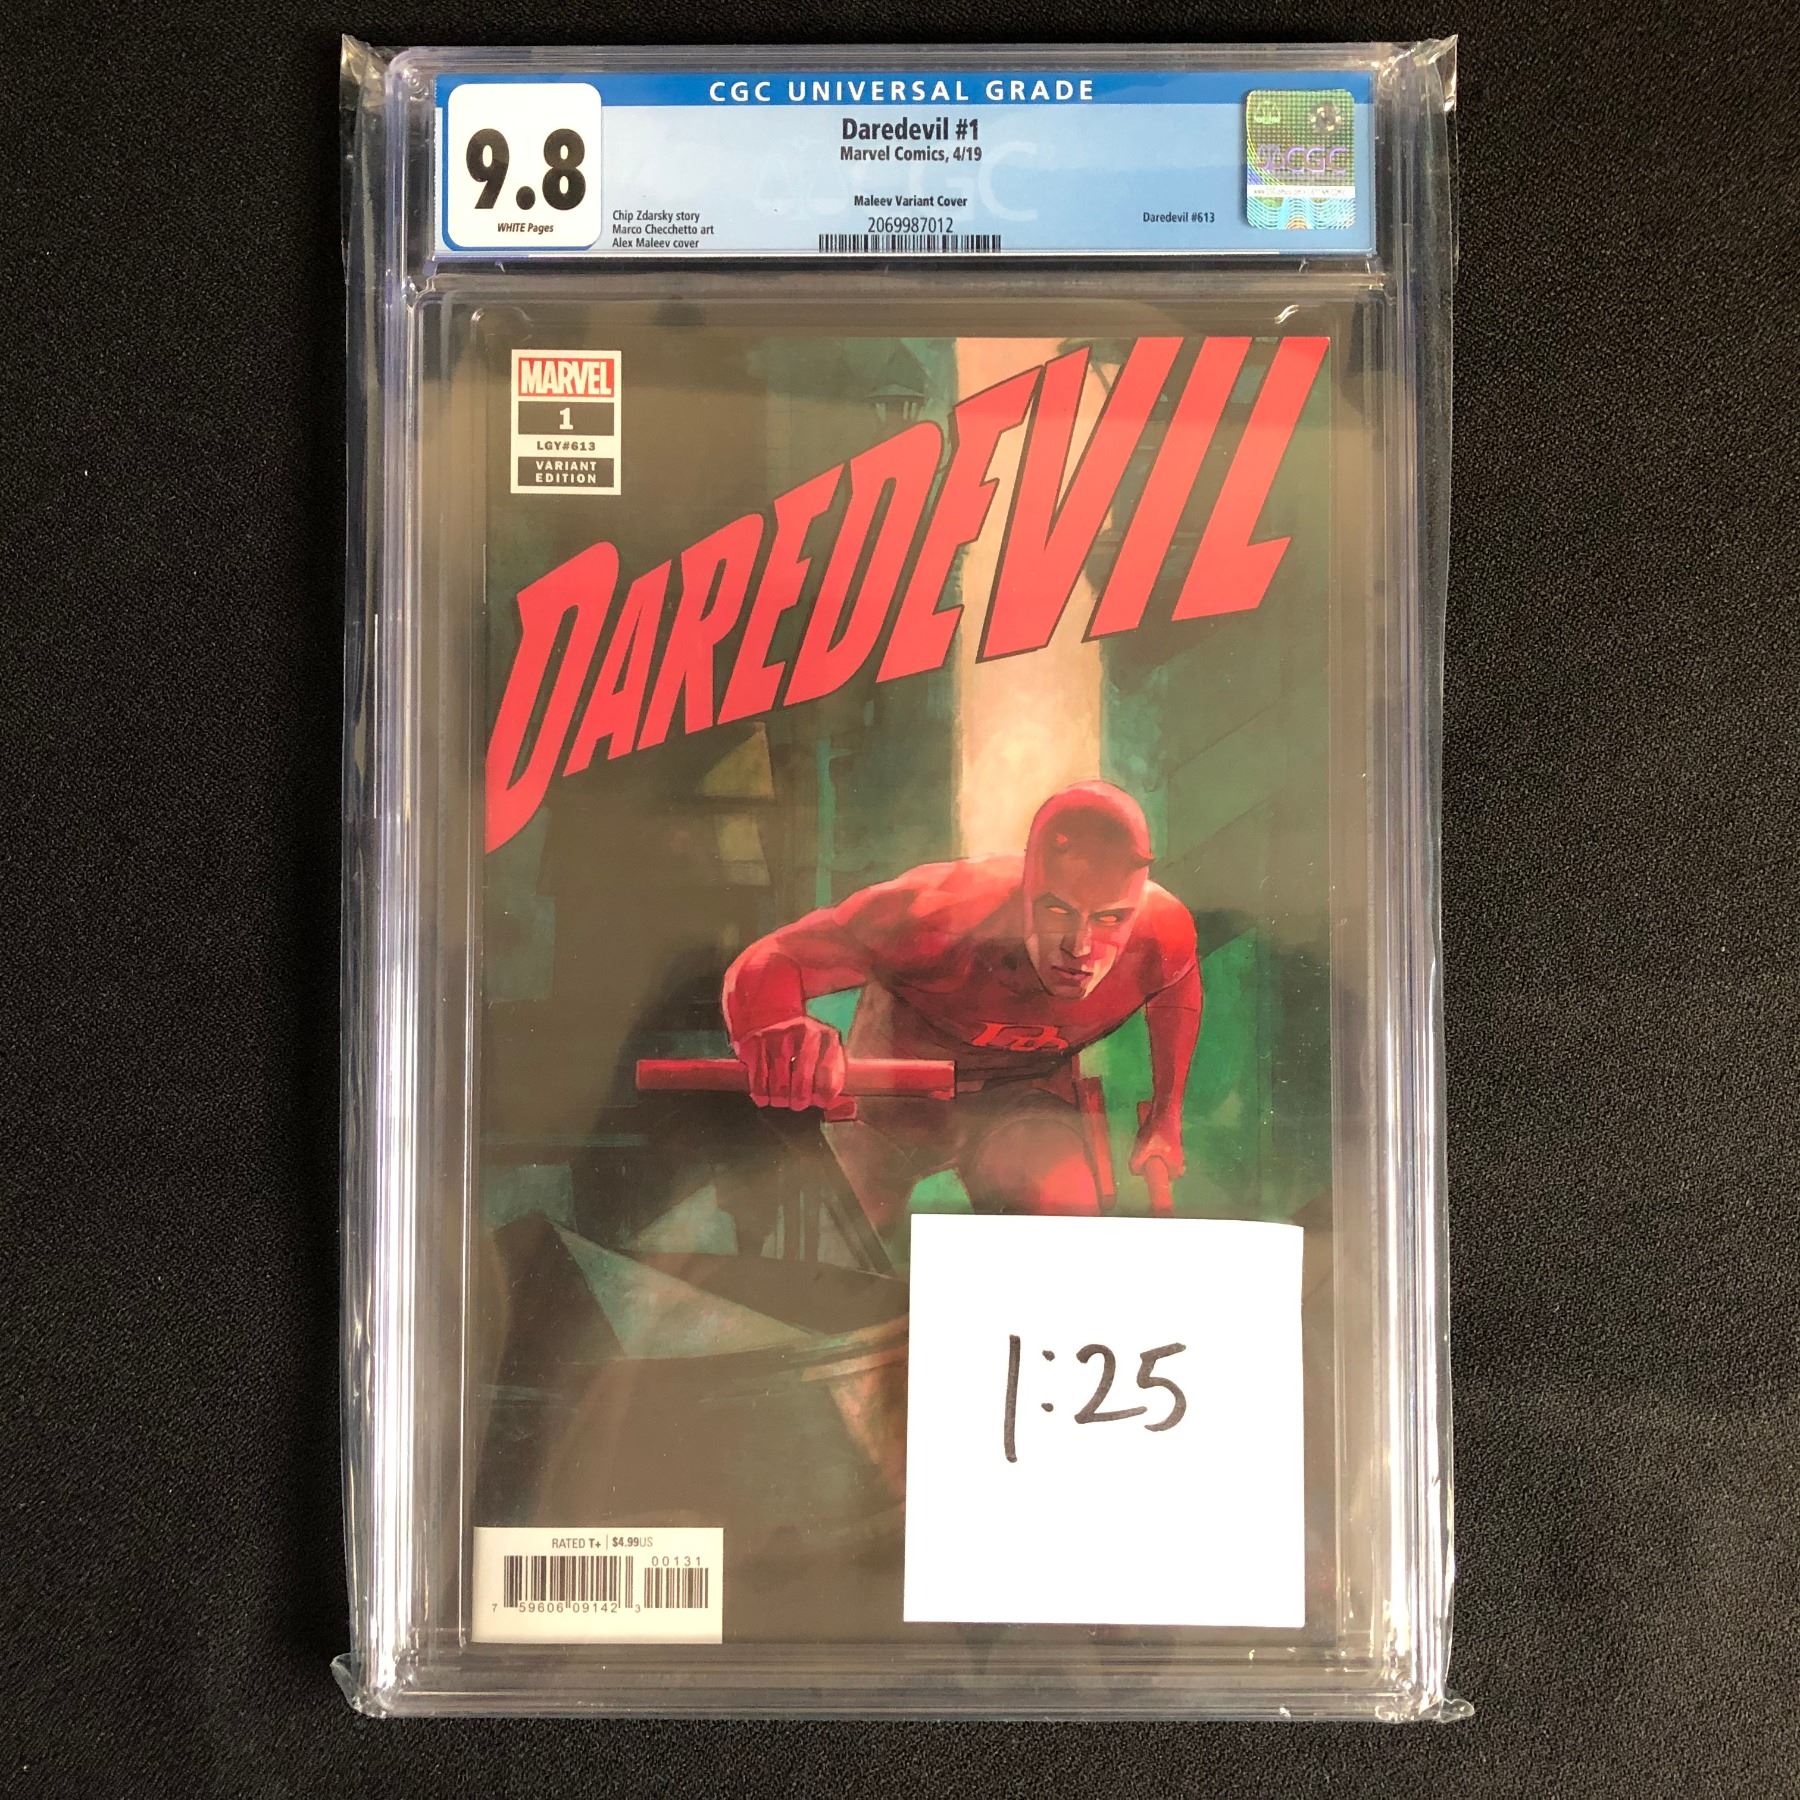 CGC UNIVERSAL GRADE
9.8
WHITE Pages
Daredevil #1
Marvel Comics, 4/19
Maleev Variant Cover
2069987012
Chip Zdarsky story
Marco Checchetto art
Alex Maleev cover
Daredevil #613
CGC
MARVEL
1
LGY#613
VARIANT
EDITION
DAREDEVIL
DD
1:25
RATED T+ $4.99US
00131
7 59606 09142 3